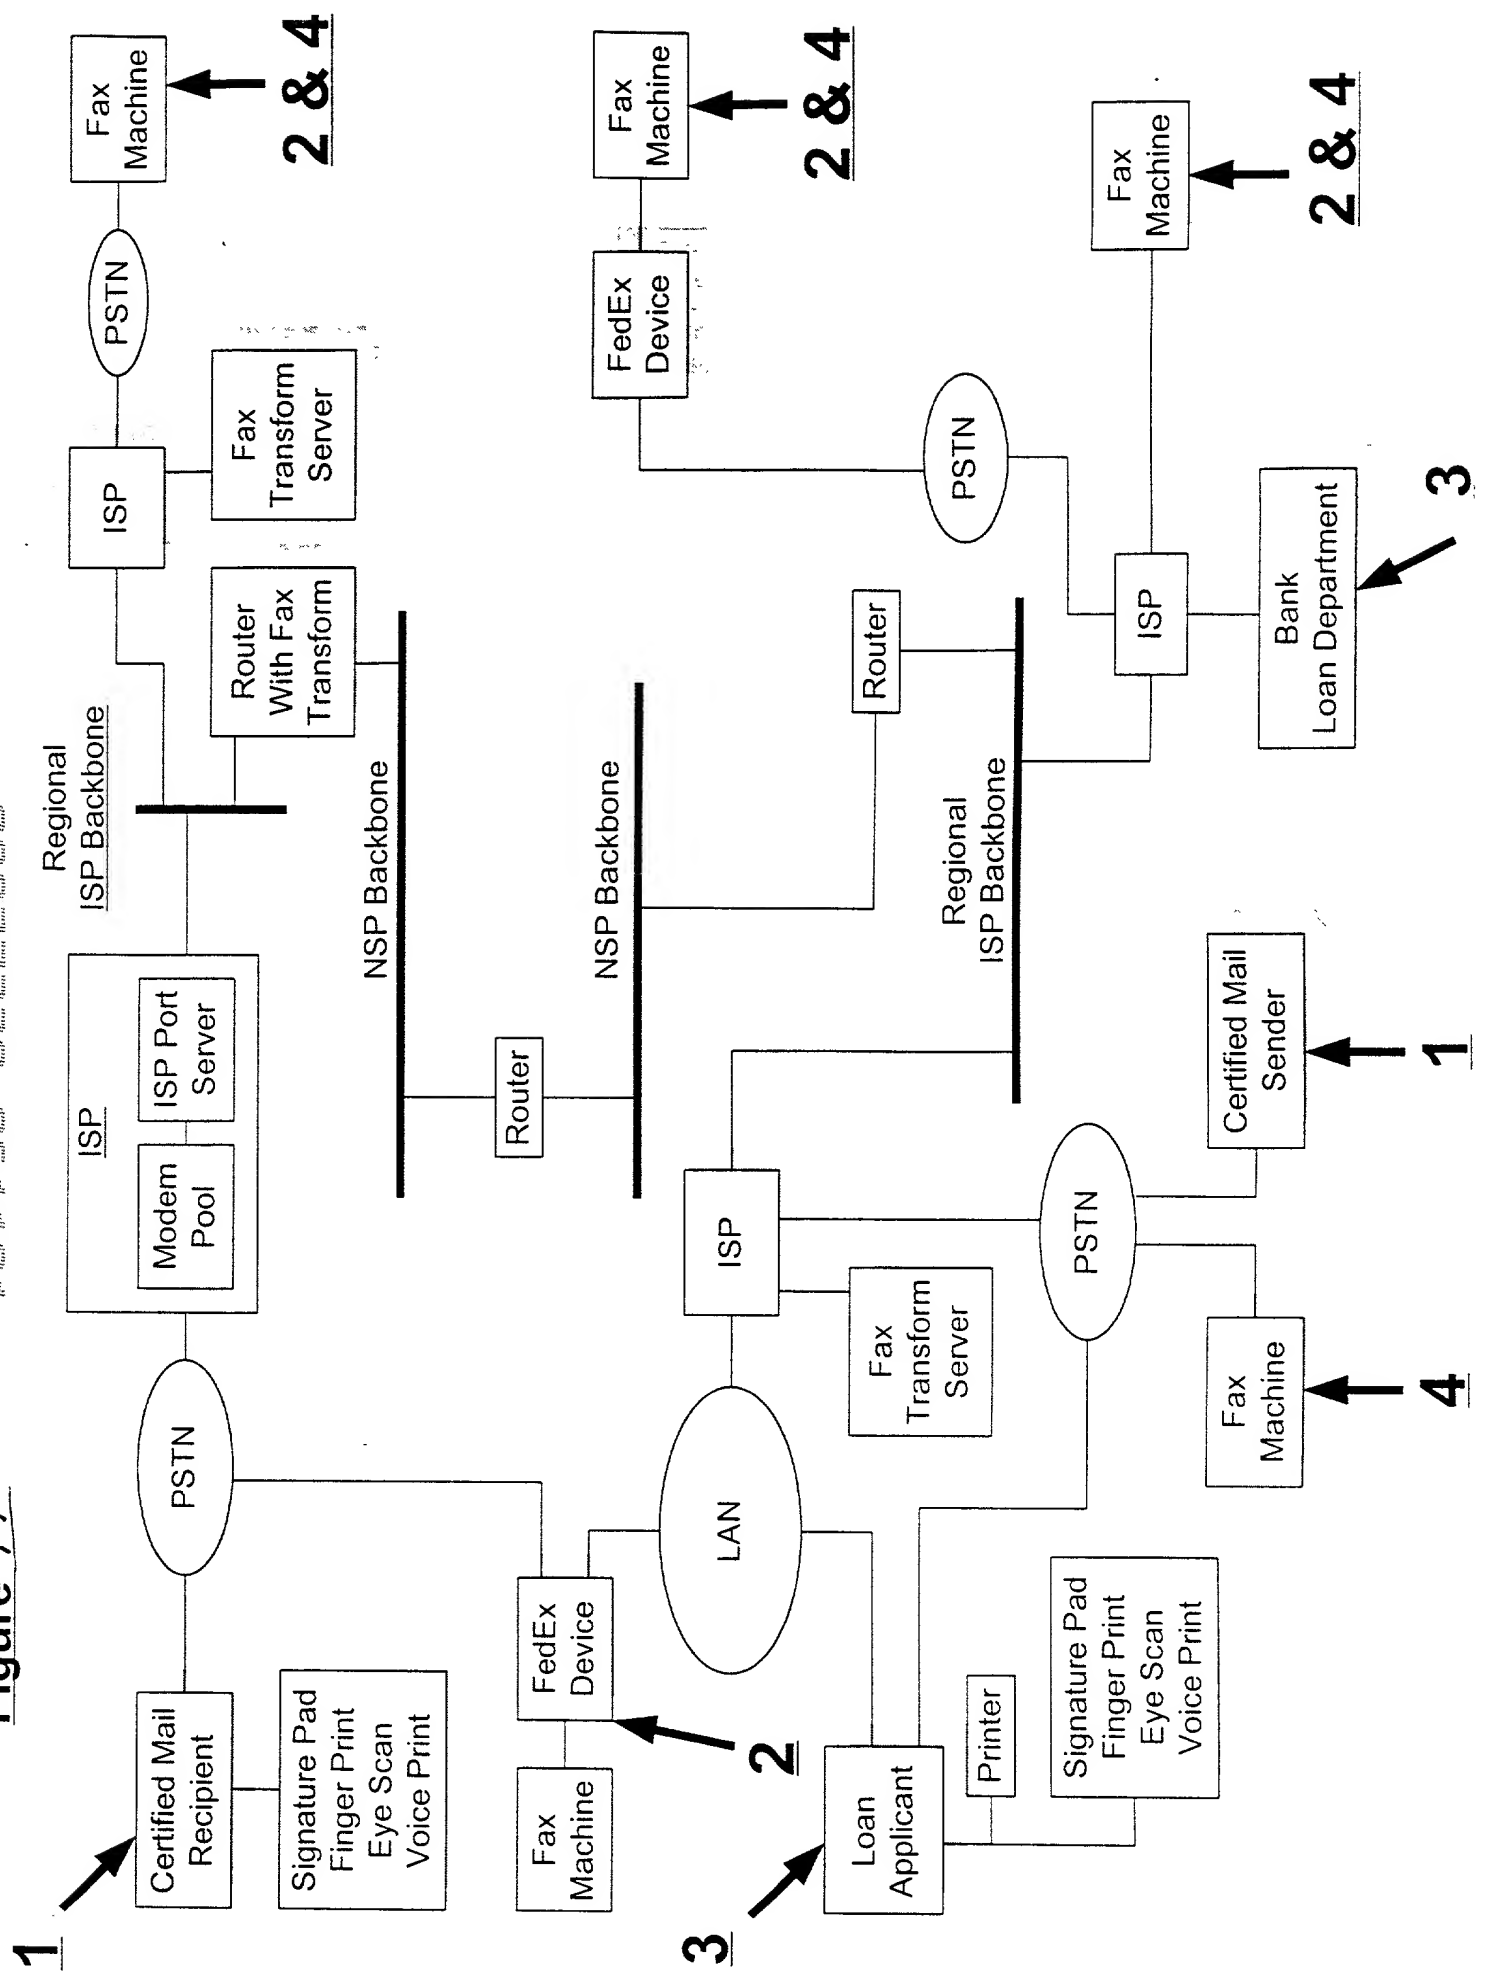 Figure
1
Certified Mail
Recipient
Signature Pad
Finger Print
Eye Scan
Voice Print
PSTN
ISP
Modem
Pool
ISP Port
Server
Regional
ISP Backbone
ISP
PSTN
Fax
Machine
2 & 4
Router
With Fax
Transform
Fax
Transform
Server
NSP Backbone
Router
NSP Backbone
Fax
Machine
FedEx
Device
2
FedEx
Device
Fax
Machine
2 & 4
3
Loan
Applicant
Printer
Signature Pad
Finger Print
Eye Scan
Voice Print
LAN
ISP
Fax
Transform
Server
Router
PSTN
Regional
ISP Backbone
PSTN
ISP
Fax
Machine
2 & 4
Fax
Machine
4
Certified Mail
Sender
1
Bank
Loan Department
3